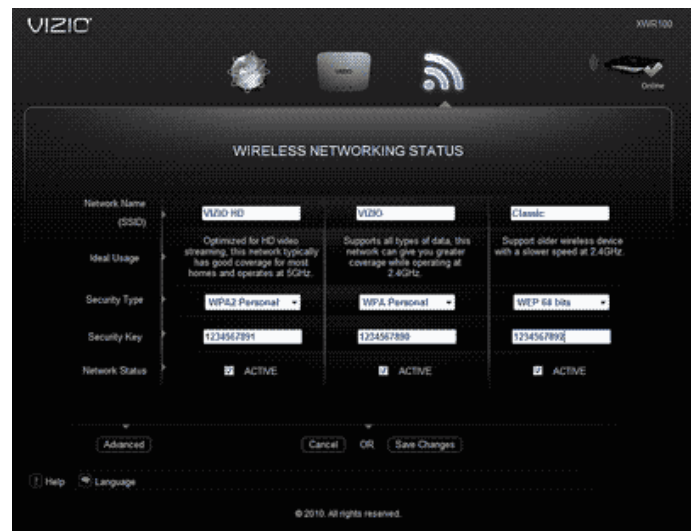 VIZIO
XWR100
VIZIO
Online
WIRELESS NETWORKING STATUS
Network Name
(SSID)
VIZIO HD
VIZIO
Classic
Ideal Usage
Optimized for HD video
streaming, this network typically
has good coverage for most
homes and operates at 5GHz.
Supports all types of data, this
network can give you greater
coverage while operating at
2.4GHz.
Support older wireless device
with a slower speed at 2.4GHz.
Security Type
WPA2 Personal
WPA Personal
WEP 64 bits
Security Key
1234567891
1234567890
1234567892
Network Status
ACTIVE
ACTIVE
ACTIVE
Advanced
Cancel OR Save Changes
? Help
Language
© 2010. All rights reserved.